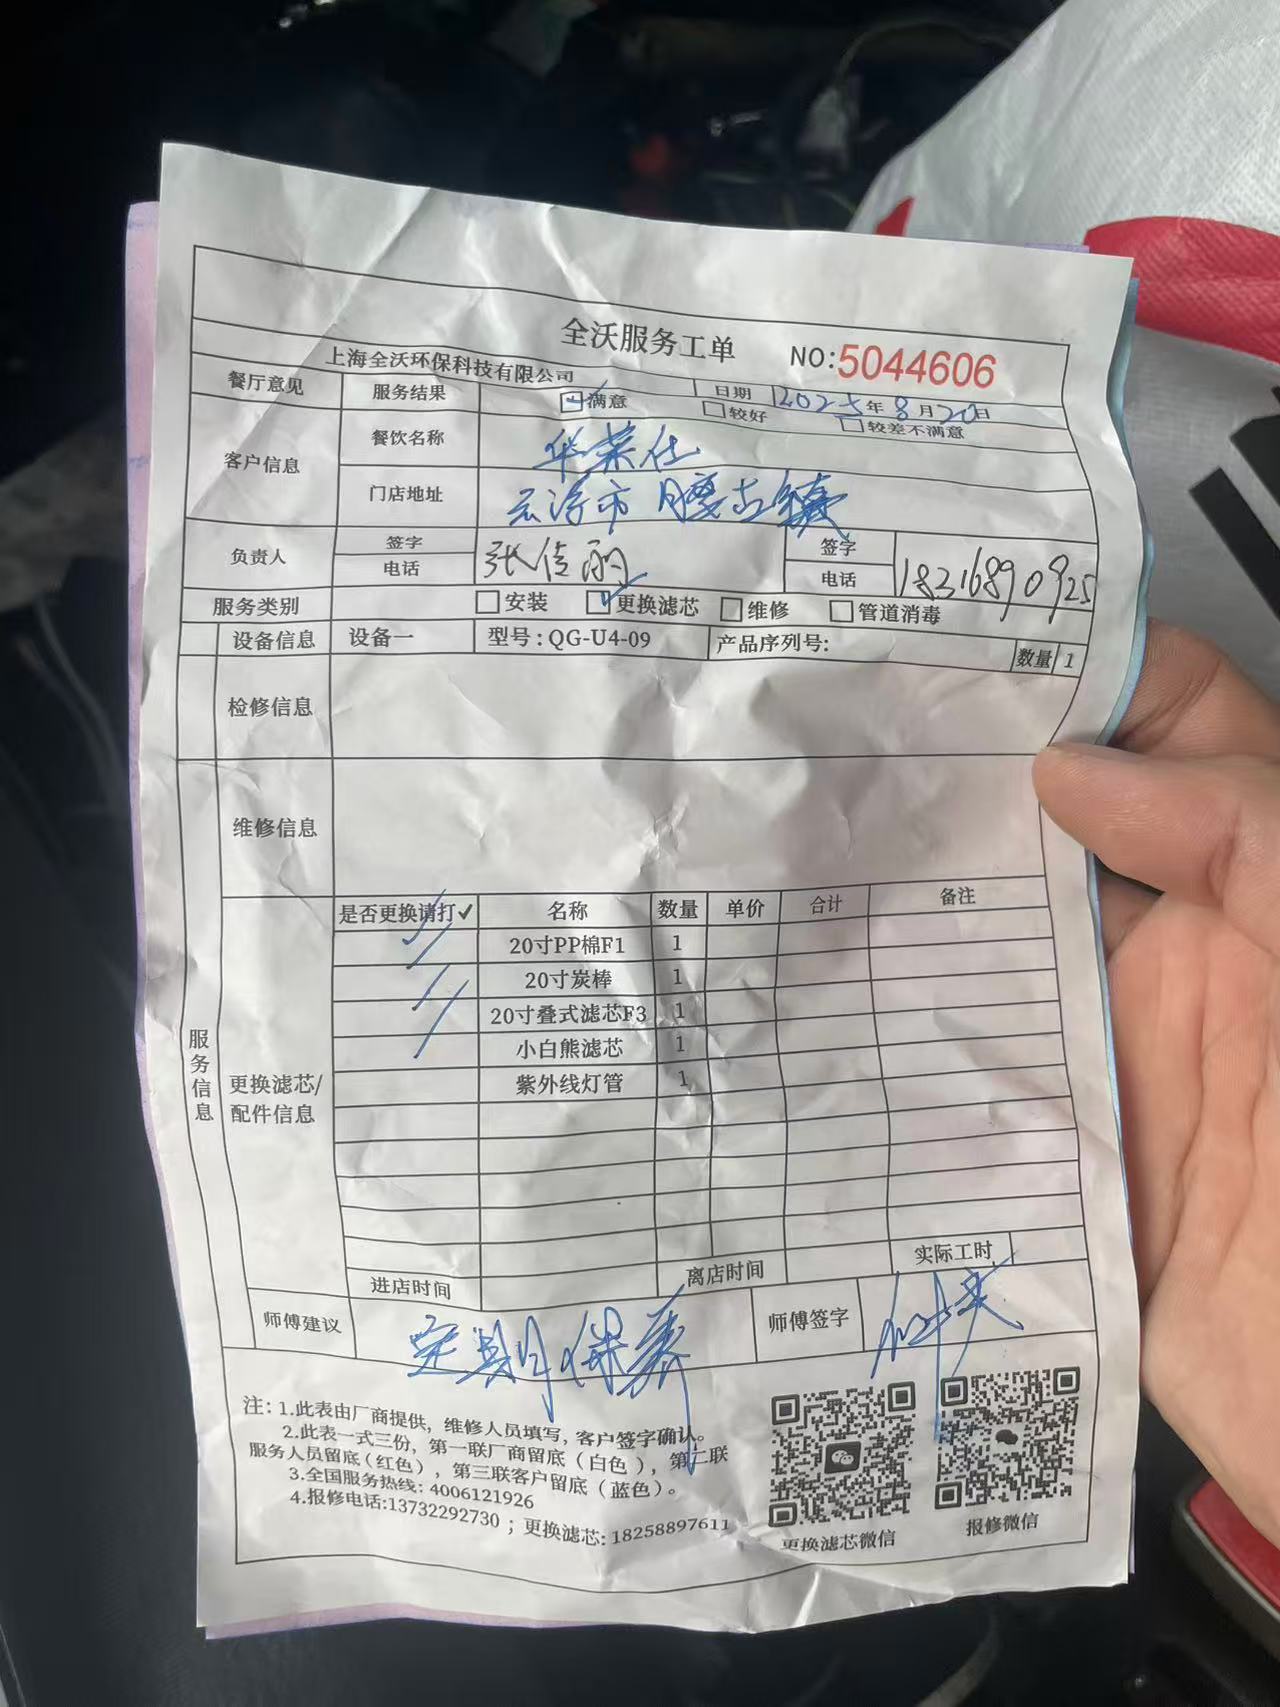 全沃服务工单 NO:5044606
上海全沃环保科技有限公司 日期 2025年8月20日
餐厅意见 服务结果 满意 较好 较差不满意
客户信息 餐饮名称 华莱仕
门店地址 云浮市腰古镇
负责人 签字 电话 张佳 签字 电话 18316890925
服务类别 安装 更换滤芯 维修 管道消毒
设备信息 设备一 型号：QG-U4-09 产品序列号: 数量 1
检修信息
维修信息
服务信息
更换滤芯/配件信息
是否更换请打✓ 名称 数量 单价 合计 备注
20寸PP棉F1 1
20寸炭棒 1
20寸叠式滤芯F3 1
小白熊滤芯 1
紫外线灯管 1
进店时间 离店时间 实际工时
师傅建议 定期保养 师傅签字
注: 1.此表由厂商提供，维修人员填写，客户签字确认。
2.此表一式三份，第一联厂商留底（白色），第二联
服务人员留底（红色），第三联客户留底（蓝色）。
3.全国服务热线: 4006121926
4.报修电话:13732292730 ；更换滤芯: 18258897611
更换滤芯微信 报修微信